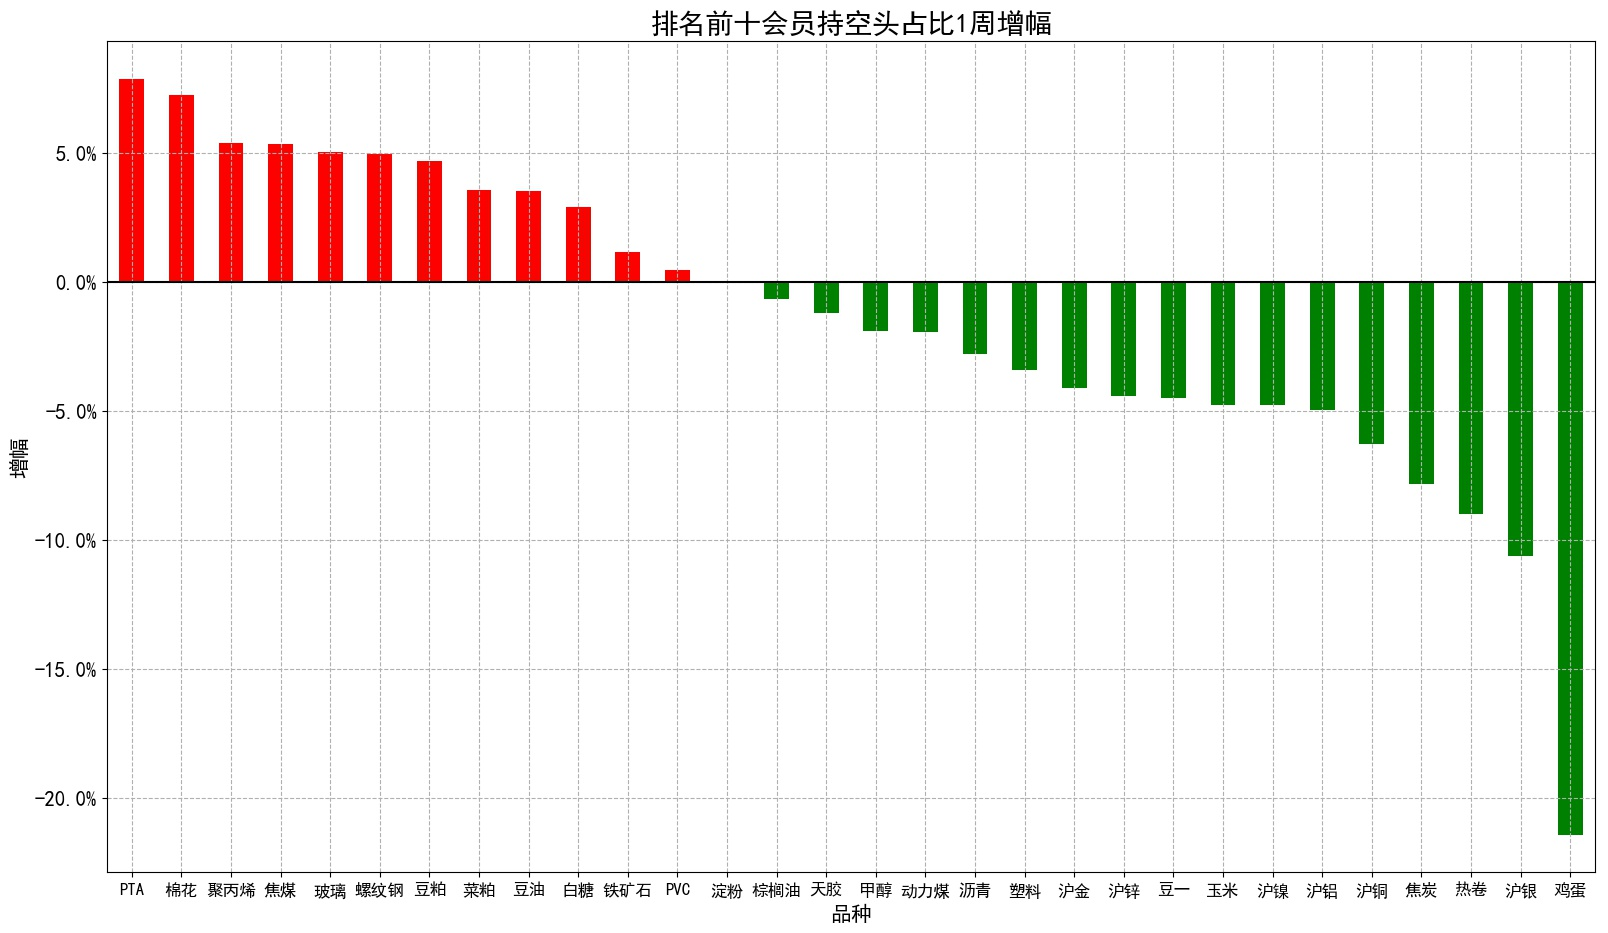 排名前十会员持空头占比1周增幅
5.0%
0.0%
-5.0%
-10.0%
-15.0%
-20.0%
增幅
PTA 棉花 聚丙烯 焦煤 玻璃 螺纹钢 豆粕 菜粕 豆油 白糖 铁矿石 PVC 淀粉 棕榈油 天胶 甲醇 动力煤 沥青 塑料 沪金 沪锌 豆一 玉米 沪镍 沪铝 沪铜 焦炭 热卷 沪银 鸡蛋
品种